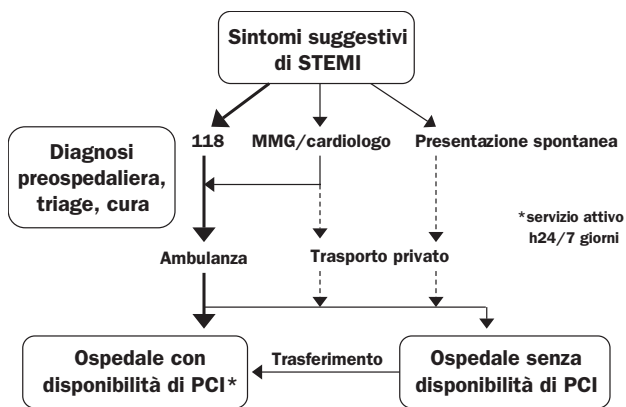 Sintomi suggestivi
di STEMI
118
MMG/cardiologo
Presentazione spontanea
Diagnosi
preospedaliera,
triage, cura
*servizio attivo
h24/7 giorni
Ambulanza
Trasporto privato
Ospedale con
disponibilità di PCI*
Trasferimento
Ospedale senza
disponibilità di PCI